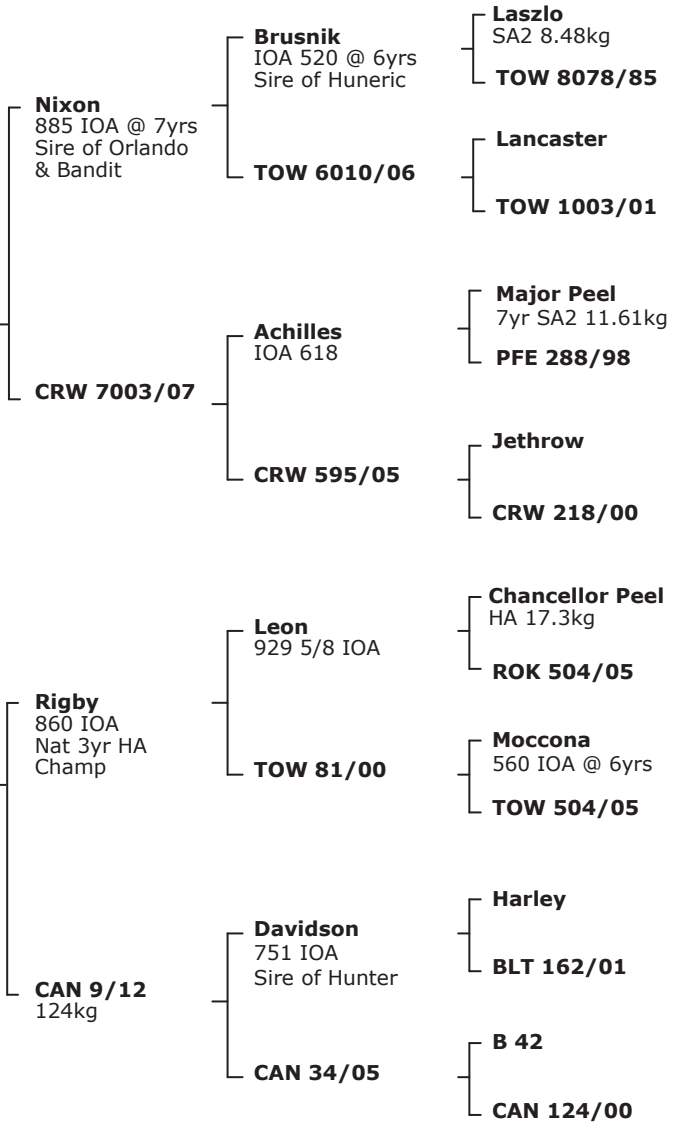 Laszlo
SA2 8.48kg
Brusnik
IOA 520 @ 6yrs
Sire of Huneric
TOW 8078/85
Nixon
885 IOA @ 7yrs
Sire of Orlando
& Bandit
Lancaster
TOW 6010/06
TOW 1003/01
Major Peel
7yr SA2 11.61kg
Achilles
IOA 618
PFE 288/98
CRW 7003/07
Jethrow
CRW 595/05
CRW 218/00
Chancellor Peel
HA 17.3kg
Leon
929 5/8 IOA
ROK 504/05
Rigby
860 IOA
Nat 3yr HA
Champ
Moccona
560 IOA @ 6yrs
TOW 81/00
TOW 504/05
Harley
Davidson
751 IOA
Sire of Hunter
BLT 162/01
CAN 9/12
124kg
B 42
CAN 34/05
CAN 124/00